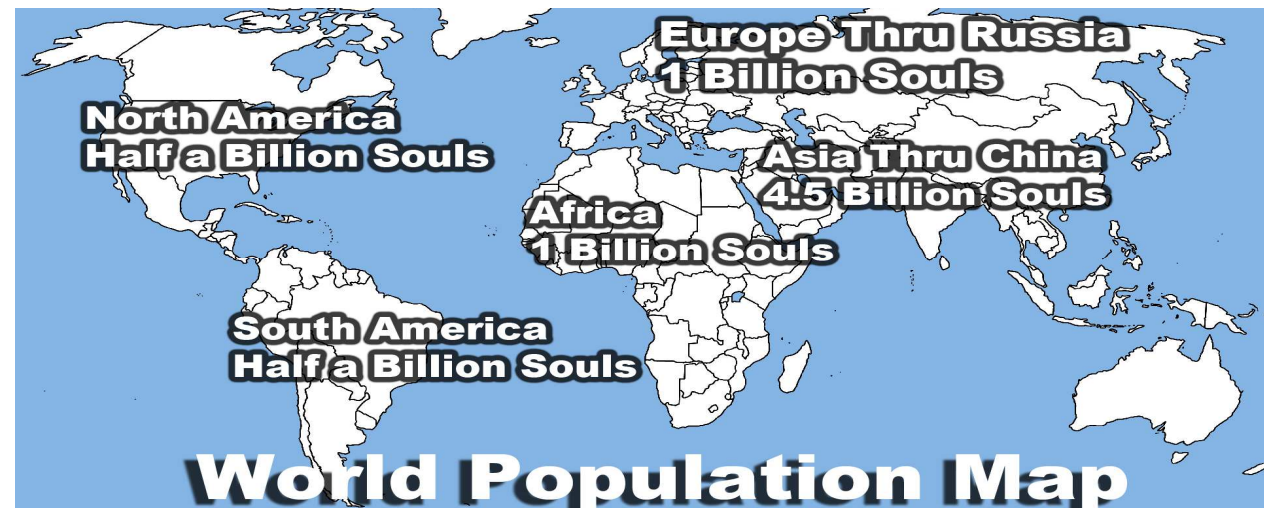 Europe Thru Russia
1 Billion Souls
North America
Half a Billion Souls
Asia Thru China
4.5 Billion Souls
Africa
1 Billion Souls
South America
Half a Billion Souls
World Population Map